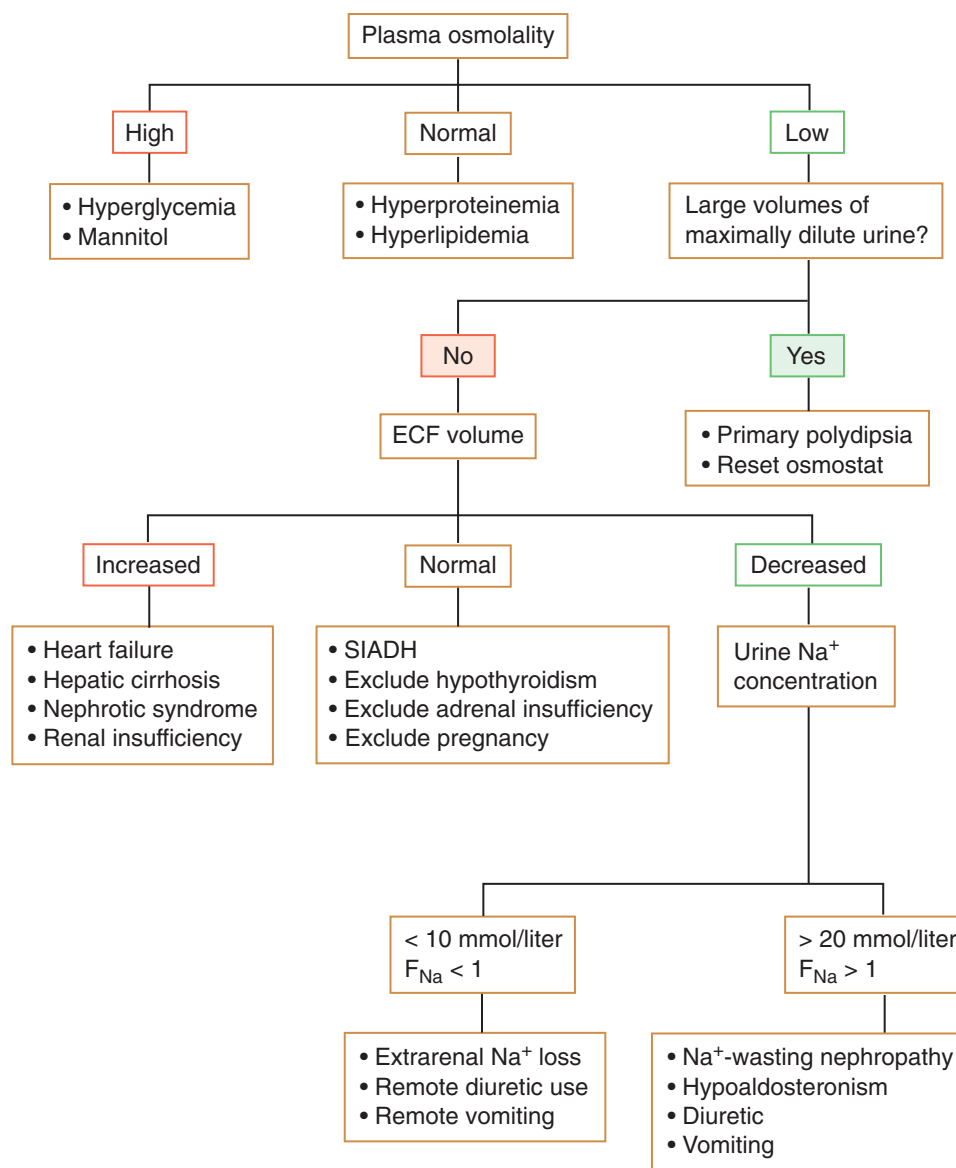 Plasma osmolality
High
Normal
Low
• Hyperglycemia
• Mannitol
• Hyperproteinemia
• Hyperlipidemia
Large volumes of
maximally dilute urine?
No
Yes
ECF volume
• Primary polydipsia
• Reset osmostat
Increased
Normal
Decreased
• Heart failure
• Hepatic cirrhosis
• Nephrotic syndrome
• Renal insufficiency
• SIADH
• Exclude hypothyroidism
• Exclude adrenal insufficiency
• Exclude pregnancy
Urine Na⁺
concentration
< 10 mmol/liter
F_Na < 1
> 20 mmol/liter
F_Na > 1
• Extrarenal Na⁺ loss
• Remote diuretic use
• Remote vomiting
• Na⁺-wasting nephropathy
• Hypoaldosteronism
• Diuretic
• Vomiting